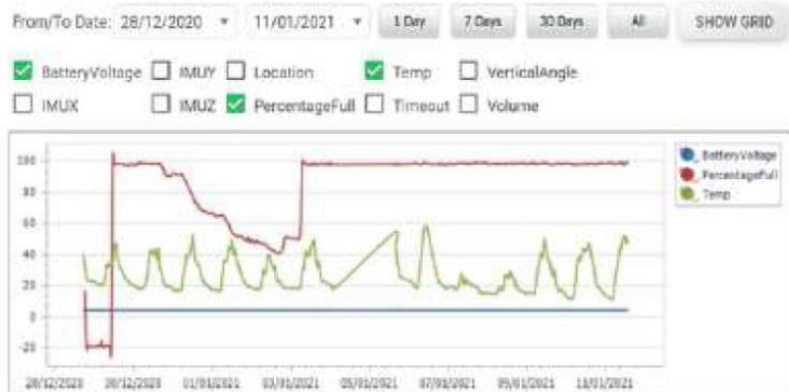 From/To Date: 28/12/2020 11/01/2021 1 Day 7 Days 30 Days All SHOW GRID
BatteryVoltage IMUY Location Temp VerticalAngle
IMUX IMUZ PercentageFull Timeout Volume
100
80
60
40
20
0
-20
BatteryVoltage
PercentageFull
Temp
28/12/2020 30/12/2020 01/01/2021 03/01/2021 05/01/2021 07/01/2021 09/01/2021 11/01/2021